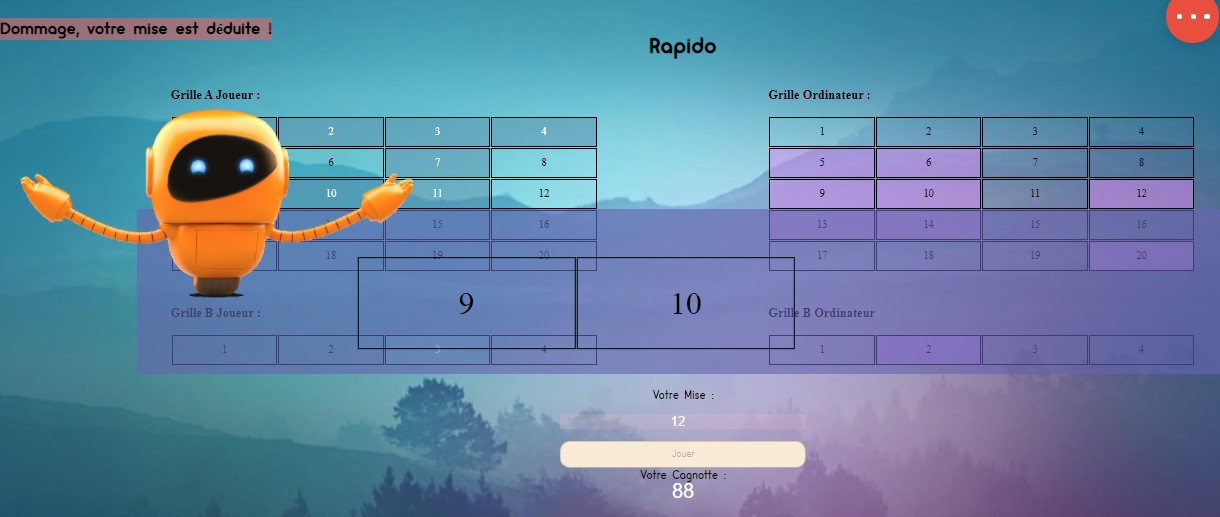 Dommage, votre mise est déduite !
Rapido
Grille A Joueur :
2 3 4
6 7 8
10 11 12
15 16
18 19 20
Grille Ordinateur :
1 2 3 4
5 6 7 8
9 10 11 12
13 14 15 16
17 18 19 20
9 10
Grille B Joueur :
1 2 3 4
Grille B Ordinateur
1 2 3 4
Votre Mise :
12
Jouer
Votre Cagnotte :
88